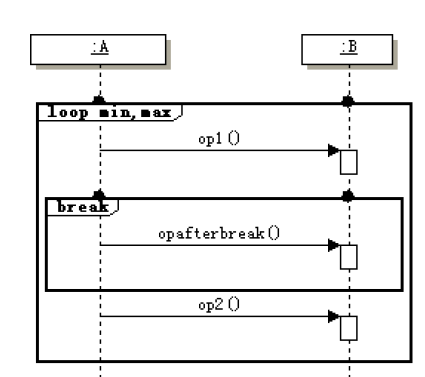 :A :B
loop min,max
op1()
break
opafterbreak()
op2()